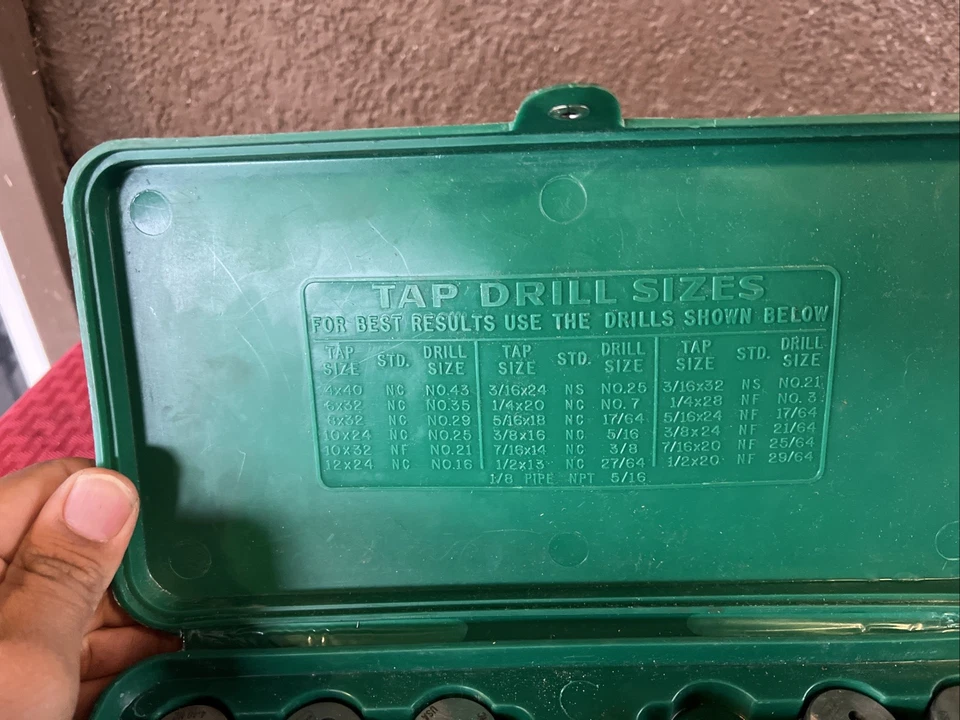 TAP DRILL SIZES
FOR BEST RESULTS USE THE DRILLS SHOWN BELOW
TAP SIZE STD. DRILL SIZE TAP SIZE STD. DRILL SIZE TAP SIZE STD. DRILL SIZE
4x40 NC NO.43 3/16x24 NS NO.25 3/16x32 NS NO.21
6x32 NC NO.35 1/4x20 NC NO.7 1/4x28 NF NO.3
8x32 NC NO.29 5/16x18 NC 17/64 5/16x24 NF 17/64
10x24 NC NO.25 3/8x16 NC 5/16 3/8x24 NF 21/64
10x32 NF NO.21 7/16x14 NC 3/8 7/16x20 NF 25/64
12x24 NC NO.16 1/2x13 NC 27/64 1/2x20 NF 29/64
1/8 PIPE NPT 5/16
USA